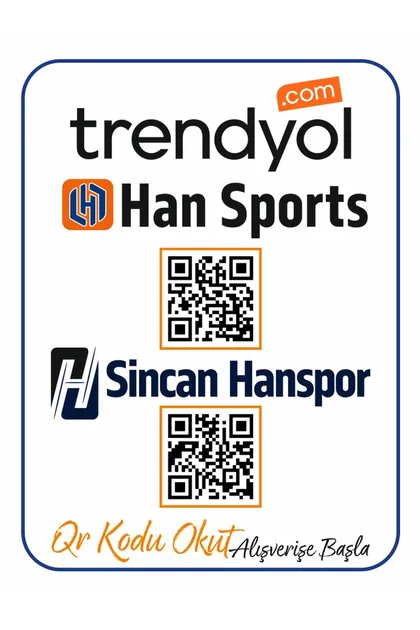 trendyol
.com
Han Sports
Sincan Hanspor
Qr Kodu Okut
Alışverişe Başla